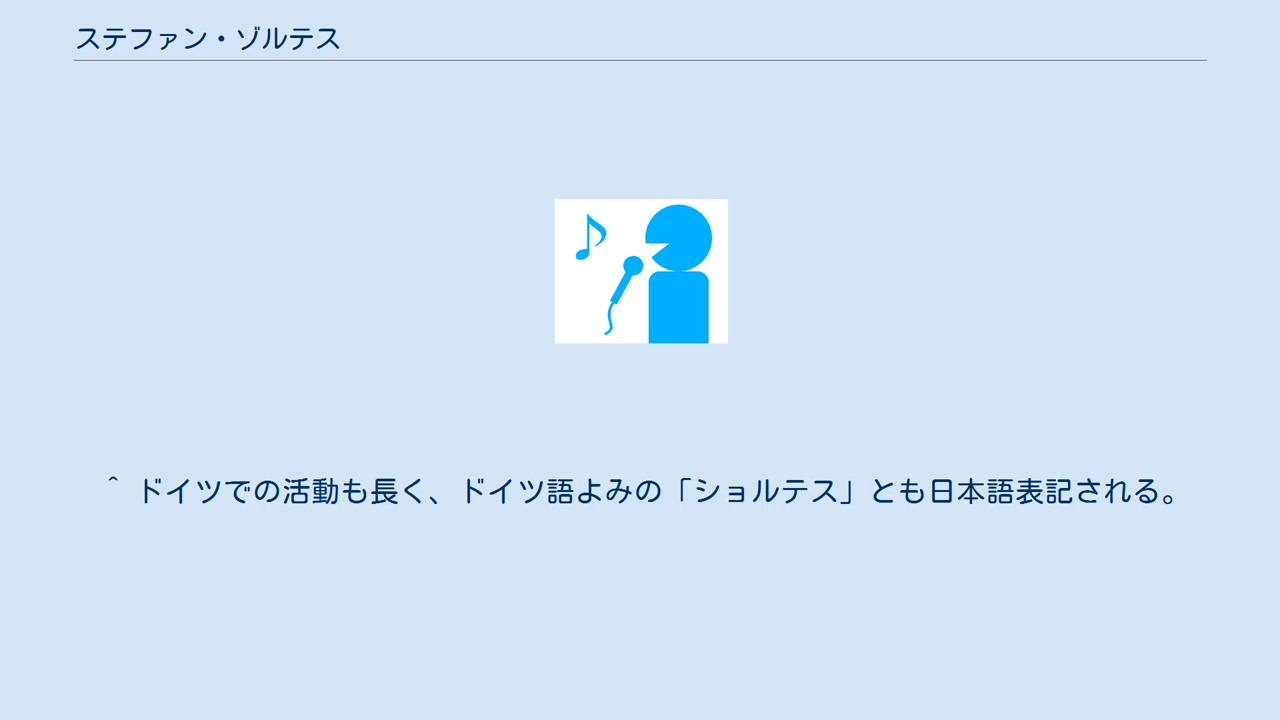 ステファン・ゾルテス
^ ドイツでの活動も長く、ドイツ語よみの「ショルテス」とも日本語表記される。